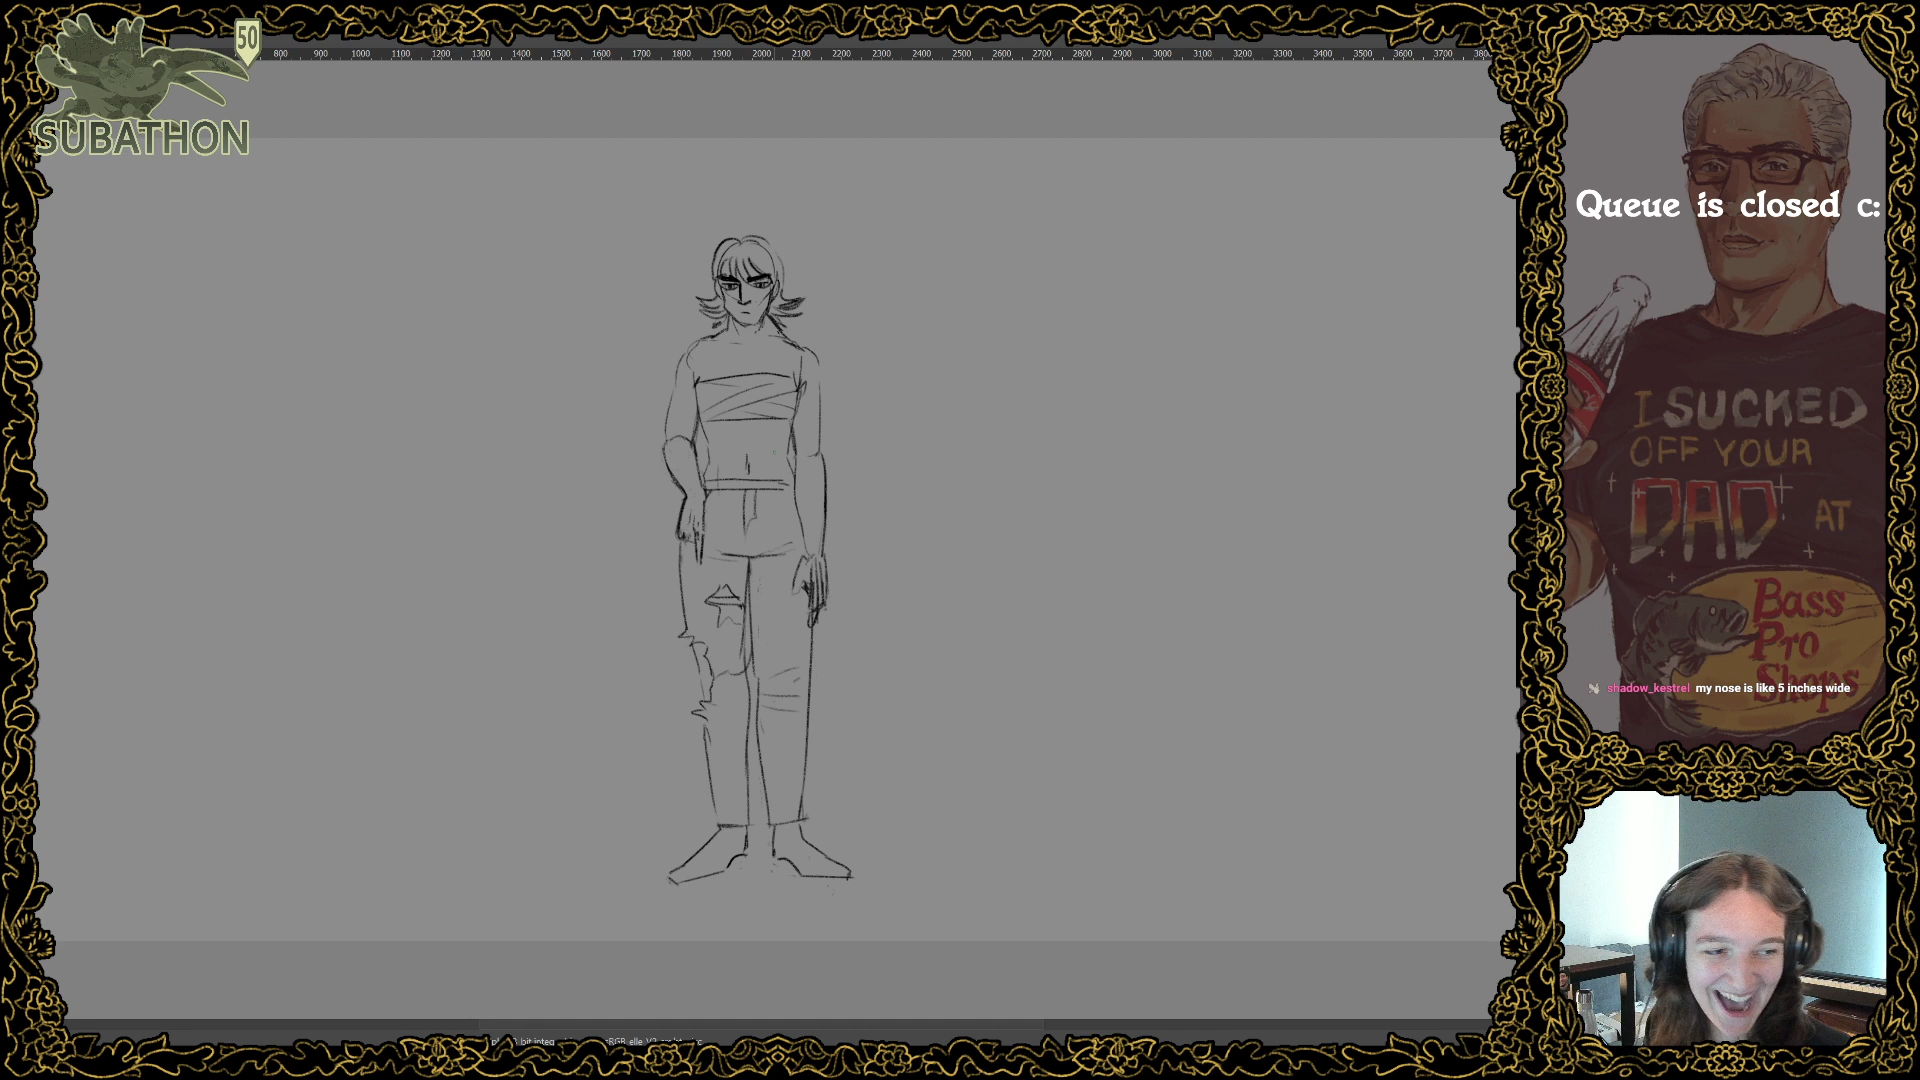 50
SUBATHON
800 900 1000 1100 1200 1300 1400 1500 1600 1700 1800 1900 2000 2100 2200 2300 2400 2500 2600 2700 2800 2900 3000 3100 3200 3300 3400 3500 3600 3700
Queue is closed c:
I SUCKED
OFF YOUR
DAD AT
Bass
Pro
Shops
shadow_kestrel my nose is like 5 inches wide